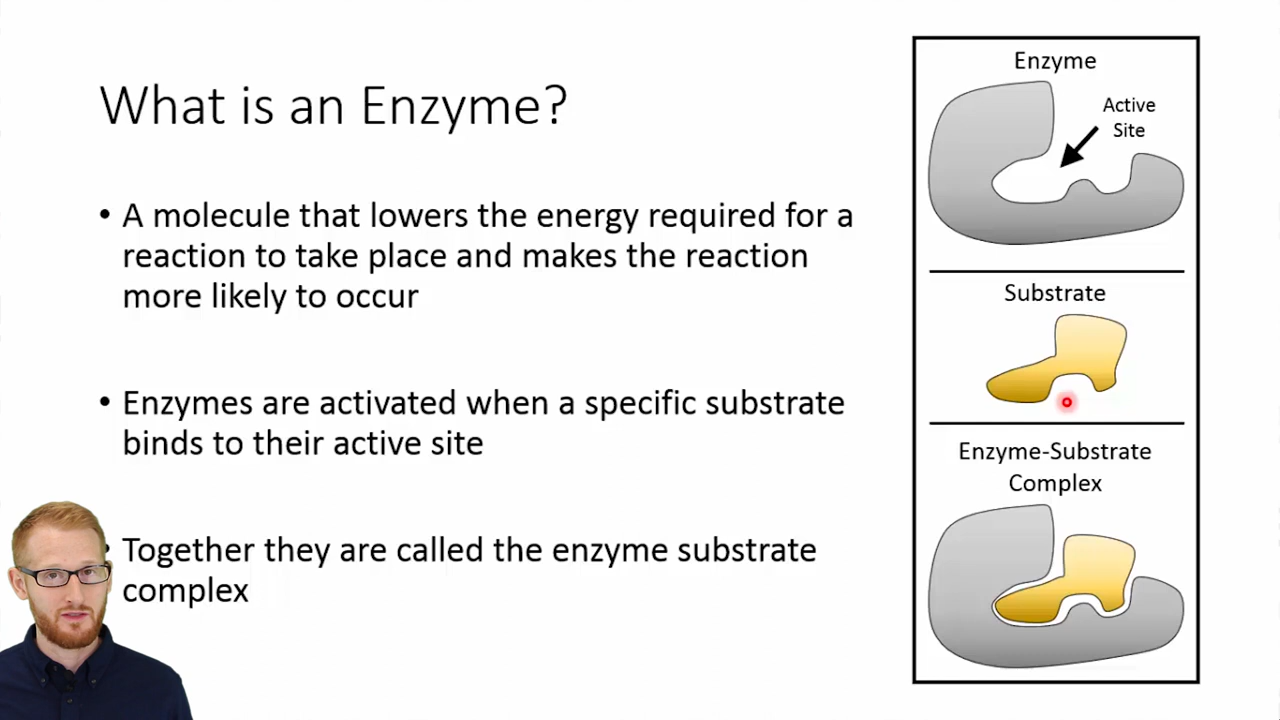 What is an Enzyme?
• A molecule that lowers the energy required for a
reaction to take place and makes the reaction
more likely to occur
• Enzymes are activated when a specific substrate
binds to their active site
• Together they are called the enzyme substrate
complex
Enzyme
Active
Site
Substrate
Enzyme-Substrate
Complex